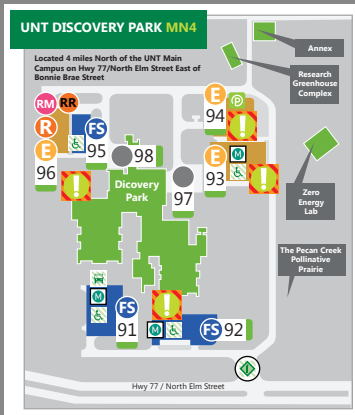 UNT DISCOVERY PARK MN4
Located 4 miles North of the UNT Main
Campus on Hwy 77/North Elm Street East of
Bonnie Brae Street
Annex
Research
Greenhouse
Complex
RM RR
R
E
96
FS
95
98
E
94
P
!
E
93
M
!
97
!
Dicovery
Park
Zero
Energy
Lab
The Pecan Creek
Pollinative
Prairie
M
FS
91
!
M
FS 92
i
Hwy 77 / North Elm Street